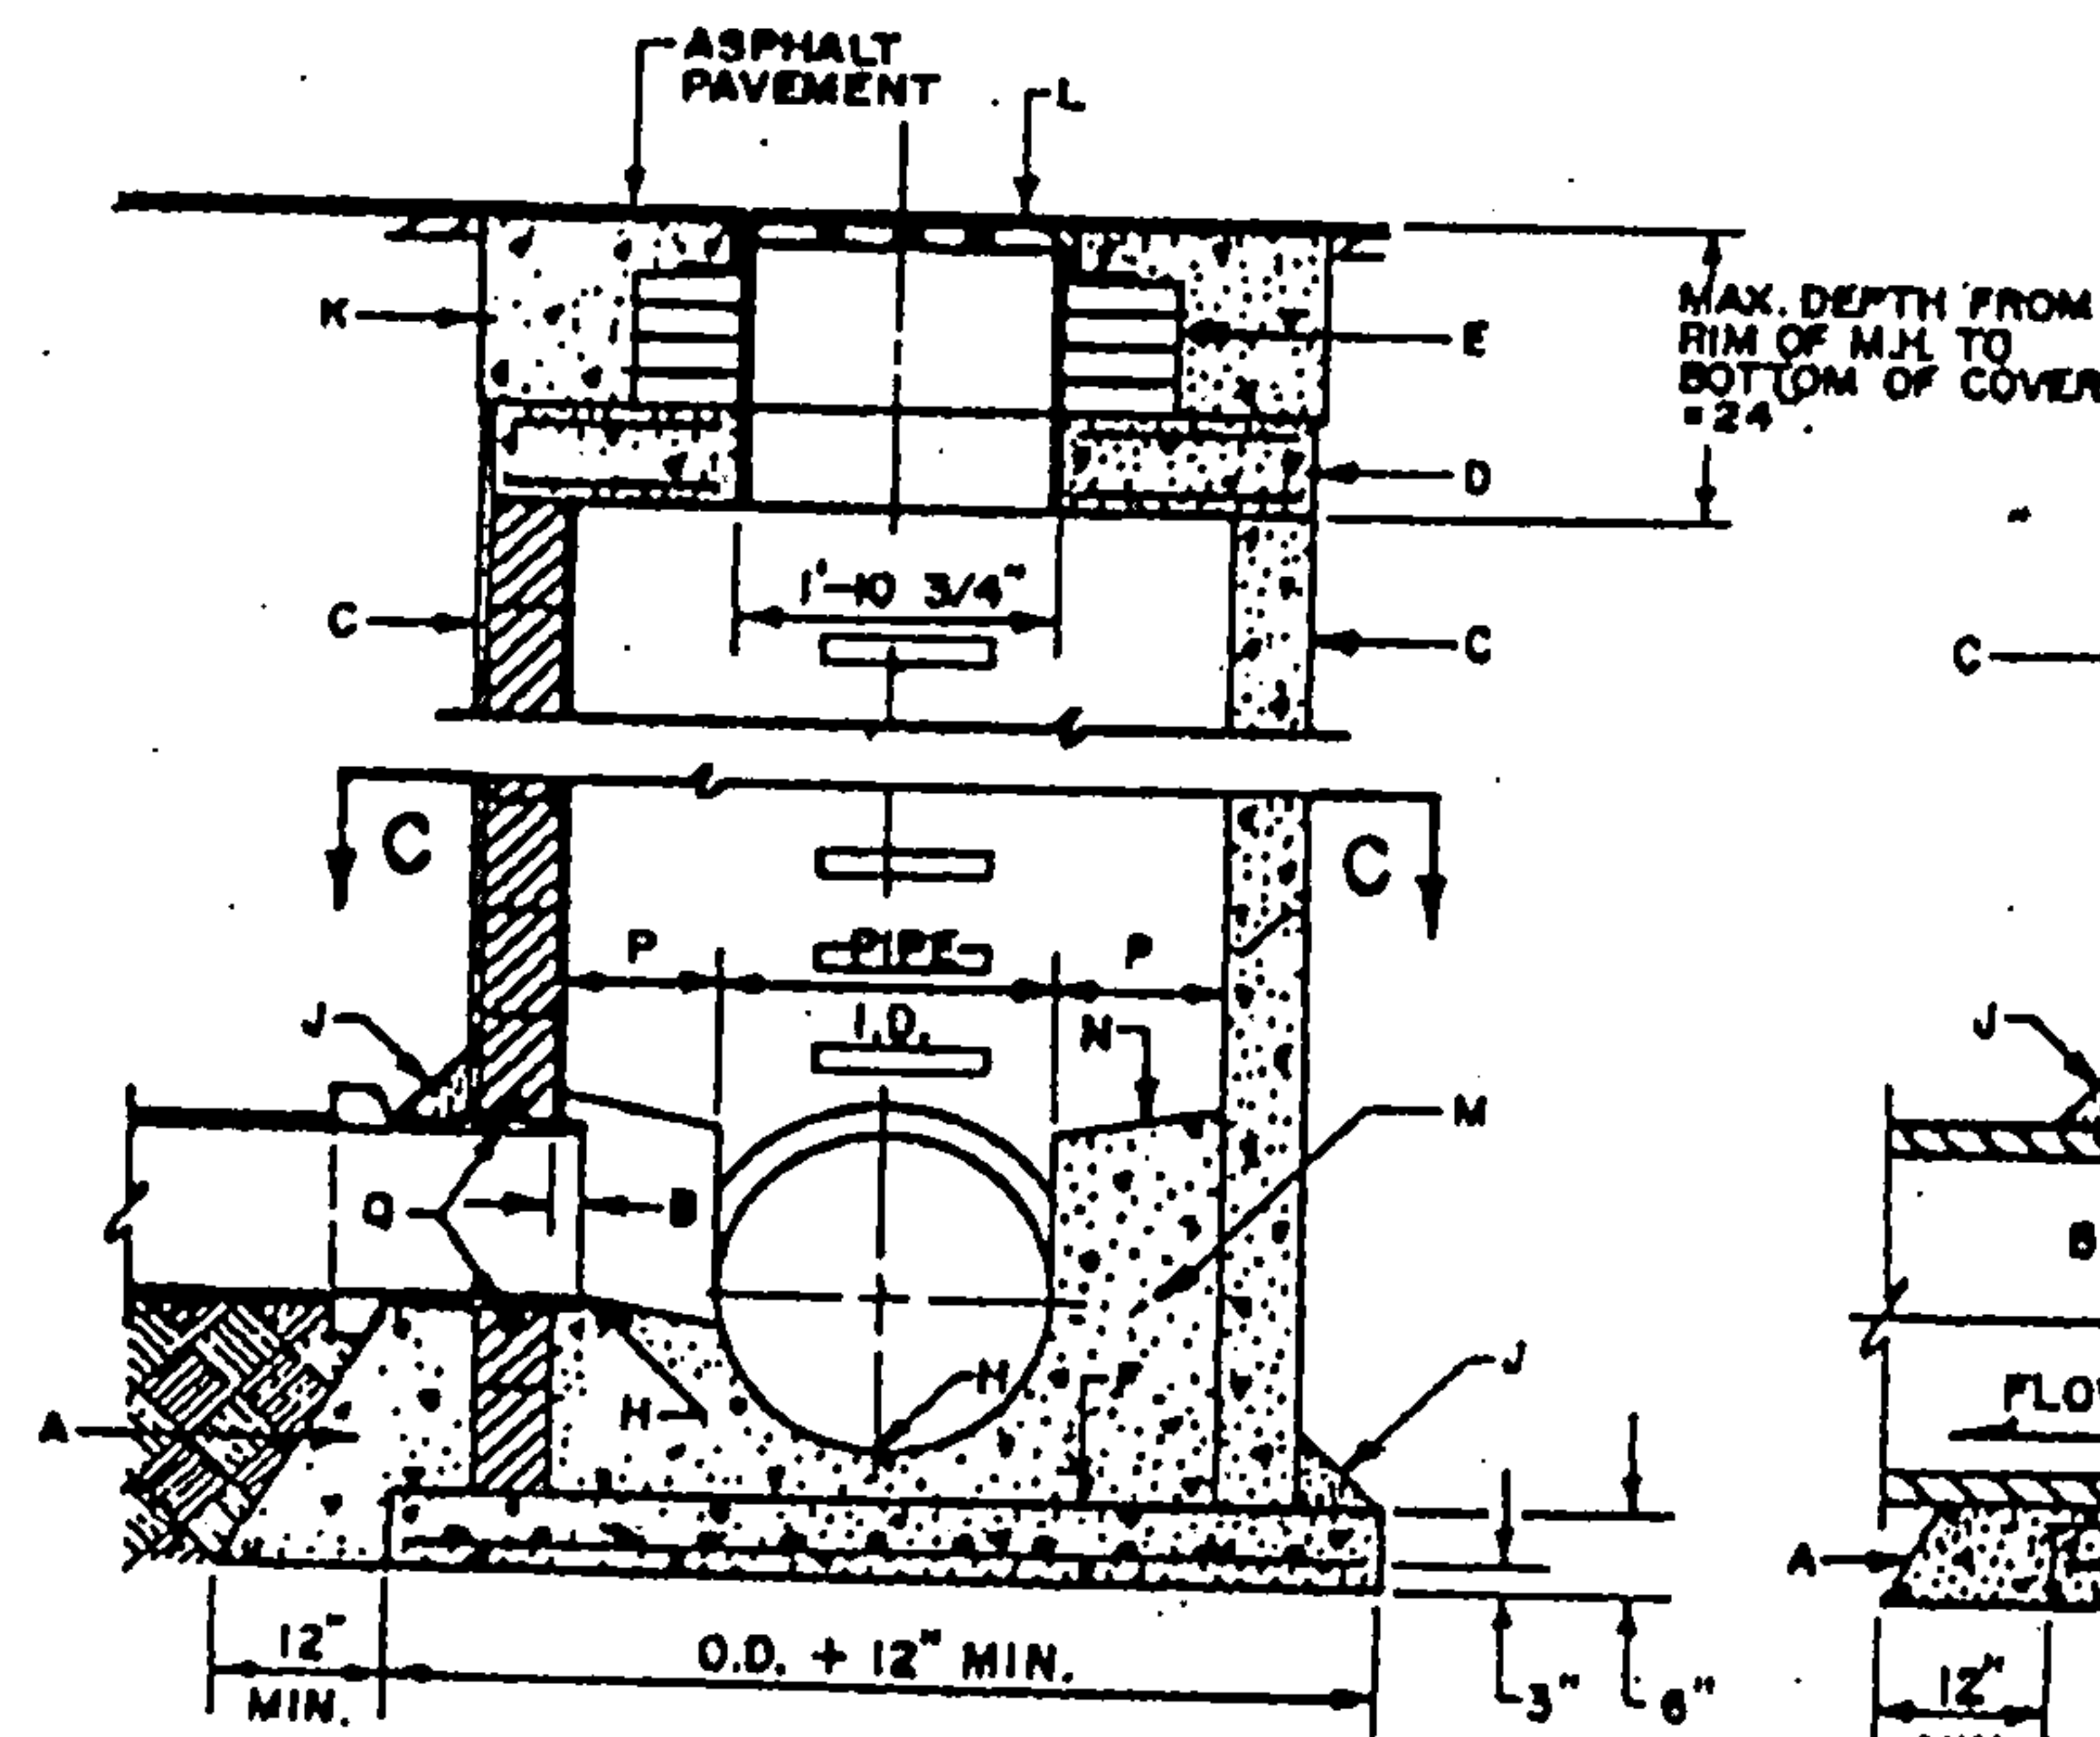 ASPHALT
PAVEMENT
L
K
E
MAX. DEPTH FROM
RIM OF M.H. TO
BOTTOM OF COVER
= 24
D
1'-10 3/4"
C
C
C
C
C
P
PIPE
P
I.D.
N
J
J
M
Q
B
H
H
J
A
FLO
A
12"
MIN.
O.D. + 12" MIN.
3"
6"
12"